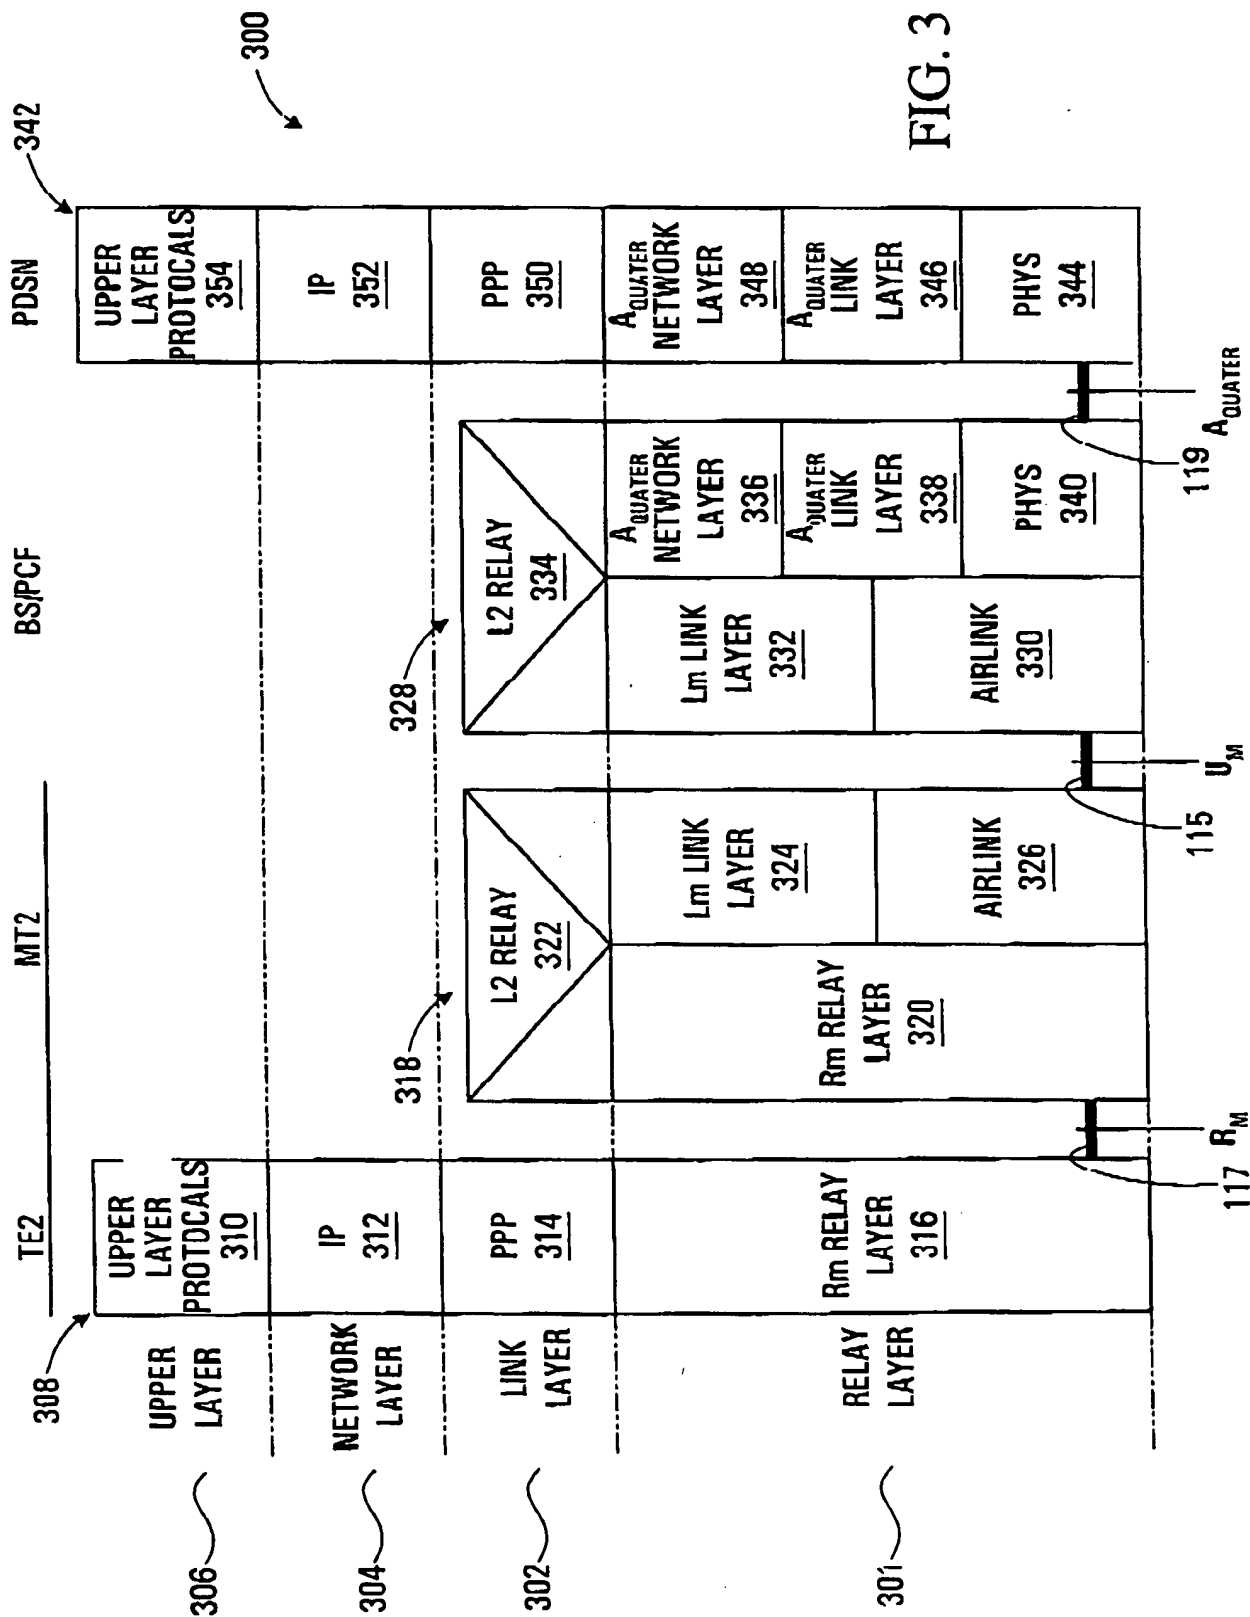 TE2
MT2
BS/PCF
PDSN
308
342
300
306
UPPER
LAYER
UPPER
LAYER
PROTOCALS
310
UPPER
LAYER
PROTOCALS
354
304
NETWORK
LAYER
IP
312
IP
352
318
328
302
LINK
LAYER
PPP
314
L2 RELAY
322
L2 RELAY
334
PPP
350
301
RELAY
LAYER
Rm RELAY
LAYER
316
Rm RELAY
LAYER
320
Lm LINK
LAYER
324
AIRLINK
326
Lm LINK
LAYER
332
AIRLINK
330
AQUATER
NETWORK
LAYER
336
AQUATER
LINK
LAYER
338
PHYS
340
AQUATER
NETWORK
LAYER
348
AQUATER
LINK
LAYER
346
PHYS
344
117
RM
115
UM
119
AQUATER
FIG. 3